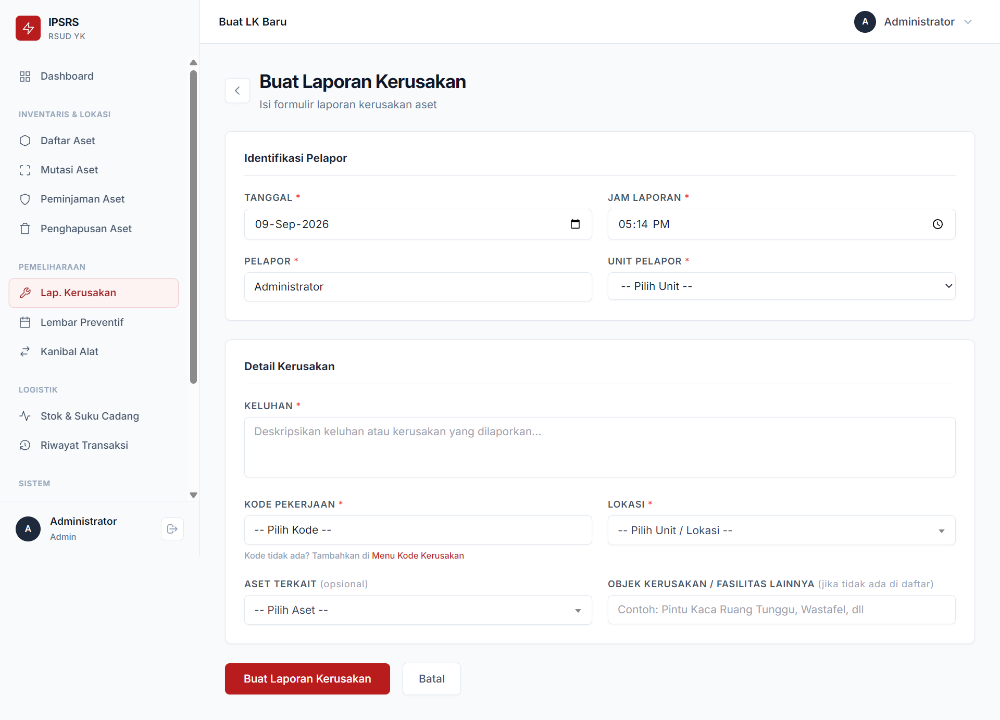 IPSRS
RSUD YK
Dashboard
INVENTARIS & LOKASI
Daftar Aset
Mutasi Aset
Peminjaman Aset
Penghapusan Aset
PEMELIHARAAN
Lap. Kerusakan
Lembar Preventif
Kanibal Alat
LOGISTIK
Stok & Suku Cadang
Riwayat Transaksi
SISTEM
A
Administrator
Admin
Buat LK Baru
A
Administrator
Buat Laporan Kerusakan
Isi formulir laporan kerusakan aset
Identifikasi Pelapor
TANGGAL *
09-Sep-2026
JAM LAPORAN *
05:14 PM
PELAPOR *
Administrator
UNIT PELAPOR *
-- Pilih Unit --
Detail Kerusakan
KELUHAN *
Deskripsikan keluhan atau kerusakan yang dilaporkan...
KODE PEKERJAAN *
-- Pilih Kode --
Kode tidak ada? Tambahkan di Menu Kode Kerusakan
LOKASI *
-- Pilih Unit / Lokasi --
ASET TERKAIT (opsional)
-- Pilih Aset --
OBJEK KERUSAKAN / FASILITAS LAINNYA (jika tidak ada di daftar)
Contoh: Pintu Kaca Ruang Tunggu, Wastafel, dll
Buat Laporan Kerusakan
Batal